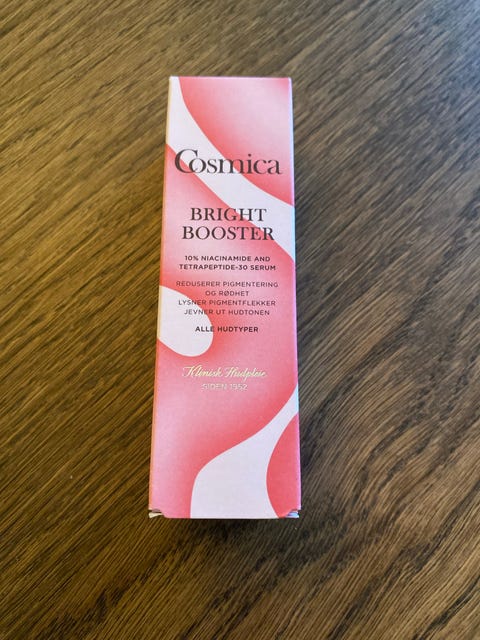 Cosmica
BRIGHT
BOOSTER
10% NIACINAMIDE AND
TETRAPEPTIDE-30 SERUM
REDUSERER PIGMENTERING
OG RØDHET
LYSNER PIGMENTFLEKKER
JEVNER UT HUDTONEN
ALLE HUDTYPER
Klinisk Hudpleie
SIDEN 1952